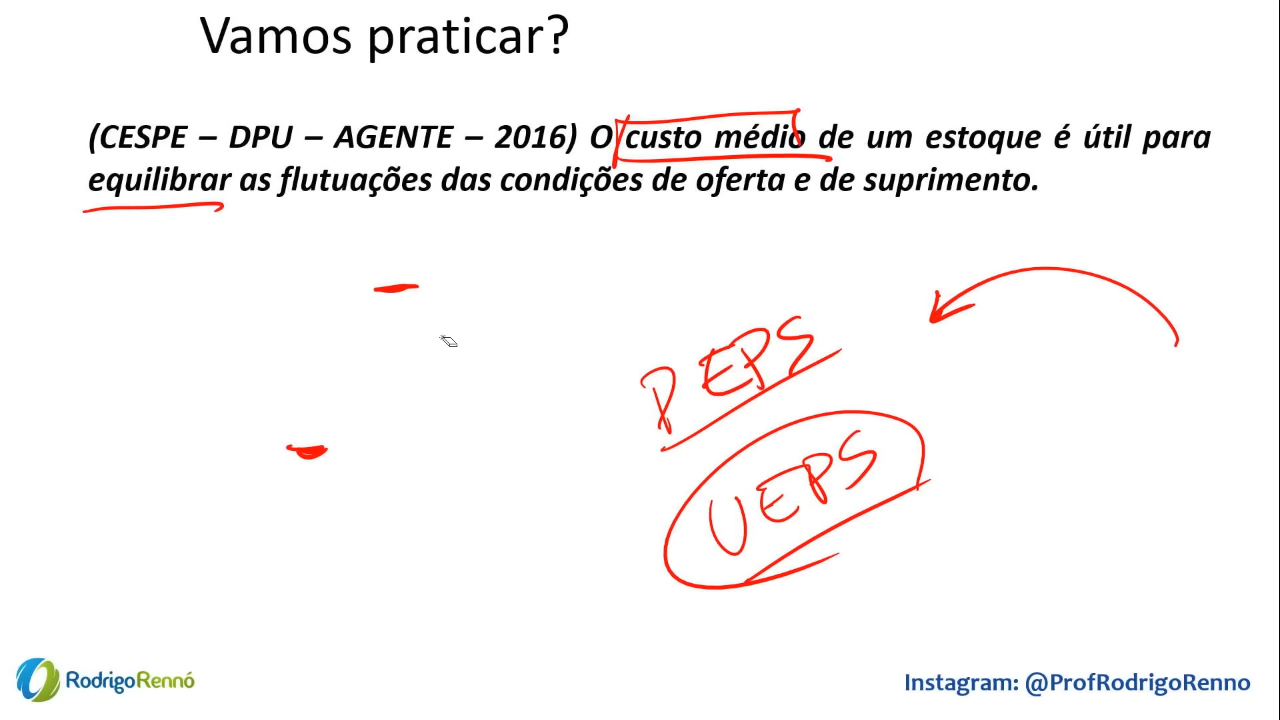 Vamos praticar?
(CESPE – DPU – AGENTE – 2016) O custo médio de um estoque é útil para
equilibrar as flutuações das condições de oferta e de suprimento.
PEPS
UEPS
RodrigoRennó
Instagram: @ProfRodrigoRenno